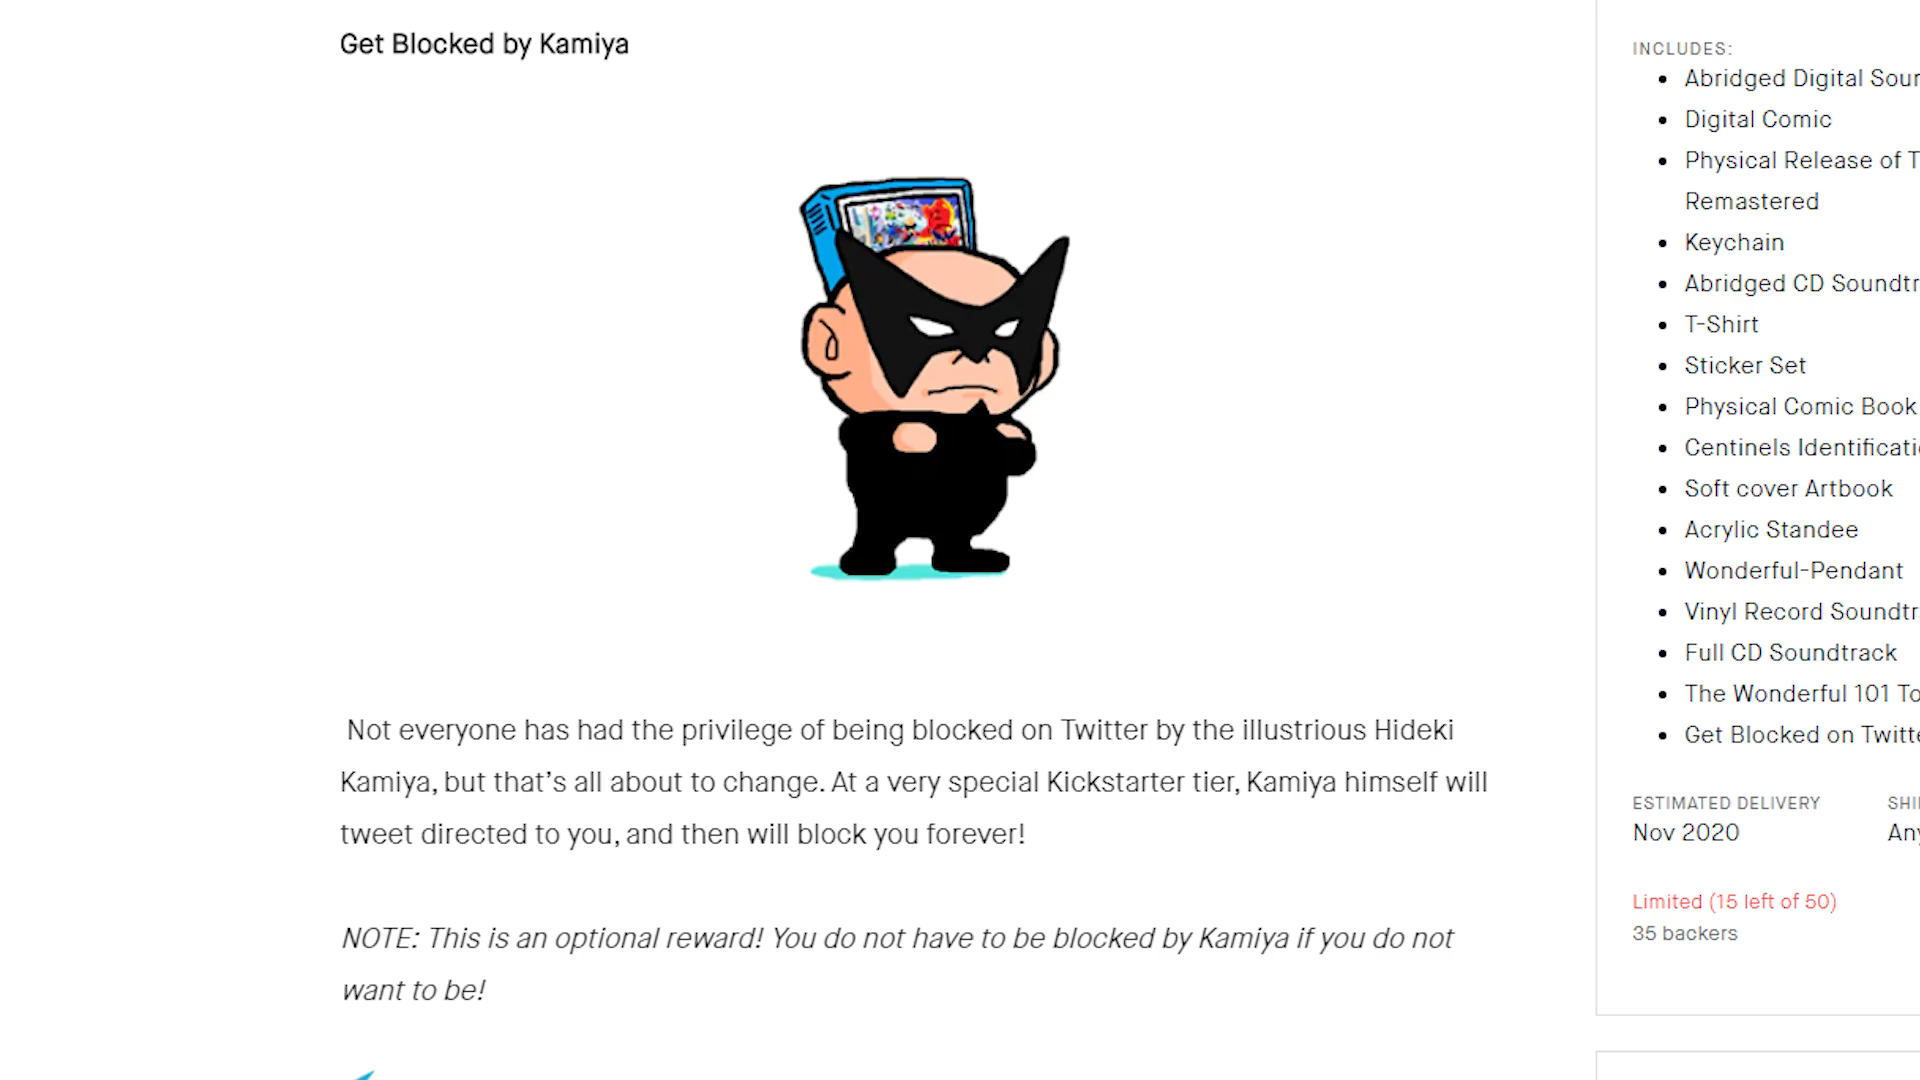 Get Blocked by Kamiya
Not everyone has had the privilege of being blocked on Twitter by the illustrious Hideki
Kamiya, but that’s all about to change. At a very special Kickstarter tier, Kamiya himself will
tweet directed to you, and then will block you forever!
NOTE: This is an optional reward! You do not have to be blocked by Kamiya if you do not
want to be!
INCLUDES:
Abridged Digital Sour
Digital Comic
Physical Release of T
Remastered
Keychain
Abridged CD Soundtr
T-Shirt
Sticker Set
Physical Comic Book
Centinels Identificati
Soft cover Artbook
Acrylic Standee
Wonderful-Pendant
Vinyl Record Soundtr
Full CD Soundtrack
The Wonderful 101 To
Get Blocked on Twitte
ESTIMATED DELIVERY
Nov 2020
SHI
Any
Limited (15 left of 50)
35 backers